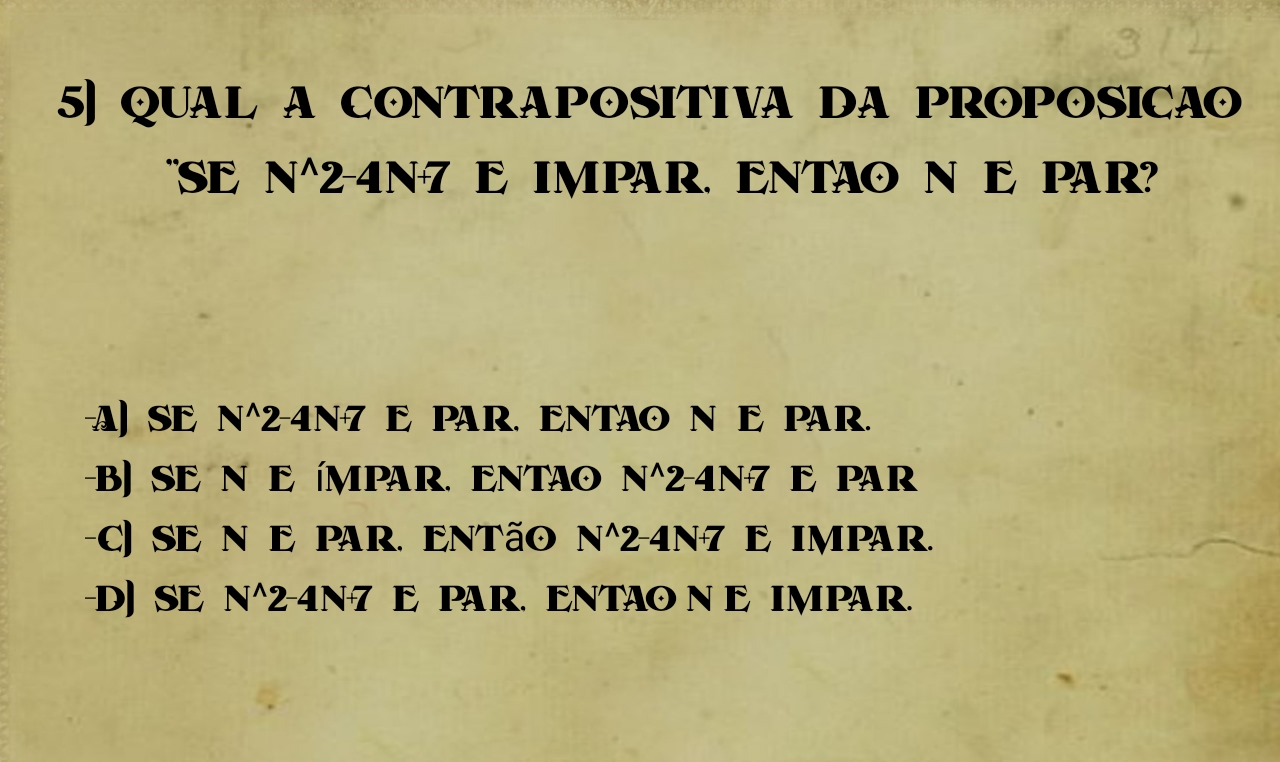 5) QUAL A CONTRAPOSITIVA DA PROPOSICAO
¨SE N^2-4N+7 E IMPAR, ENTAO N E PAR?
-A) SE N^2-4N+7 E PAR, ENTAO N E PAR.
-B) SE N E ÍMPAR, ENTAO N^2-4N+7 E PAR
-C) SE N E PAR, ENTãO N^2-4N+7 E IMPAR.
-D) SE N^2-4N+7 E PAR, ENTAO N E IMPAR.